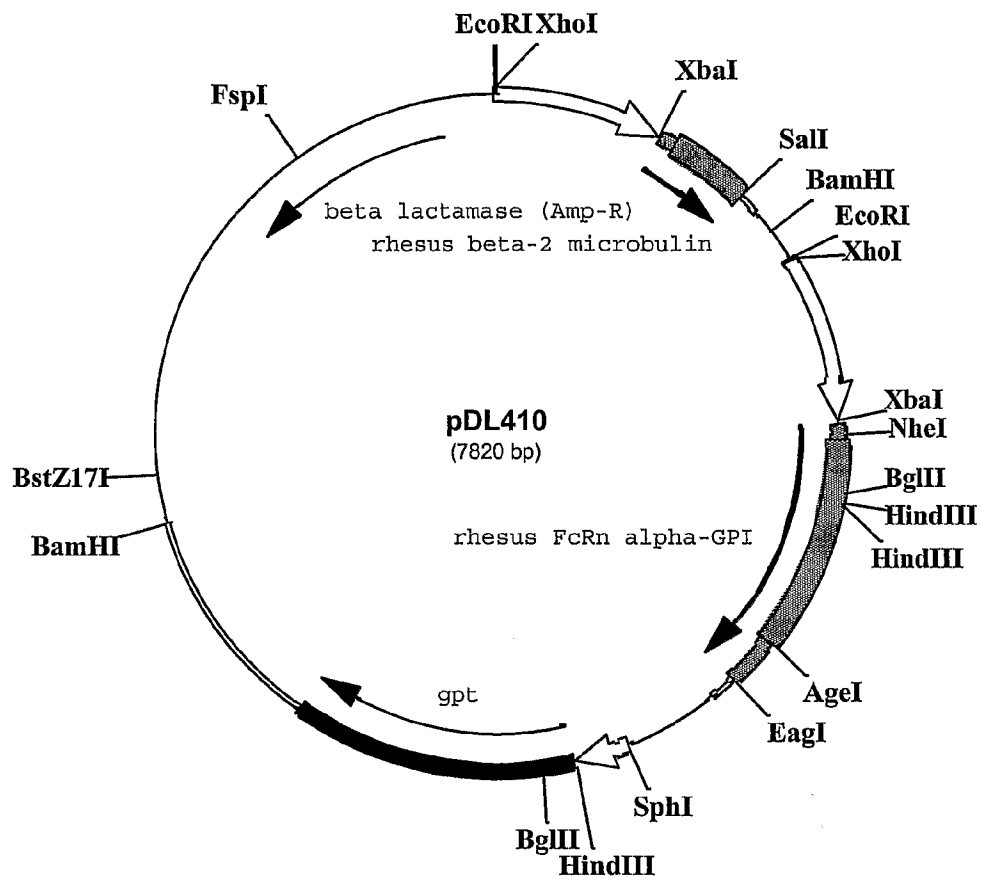 EcoRI XhoI
XbaI
FspI
SalI
BamHI
beta lactamase (Amp-R)
EcoRI
rhesus beta-2 microbulin
XhoI
XbaI
pDL410
NheI
(7820 bp)
BstZ17I
BglII
HindIII
BamHI
rhesus FcRn alpha-GPI
HindIII
gpt
AgeI
EagI
SphI
BglII
HindIII